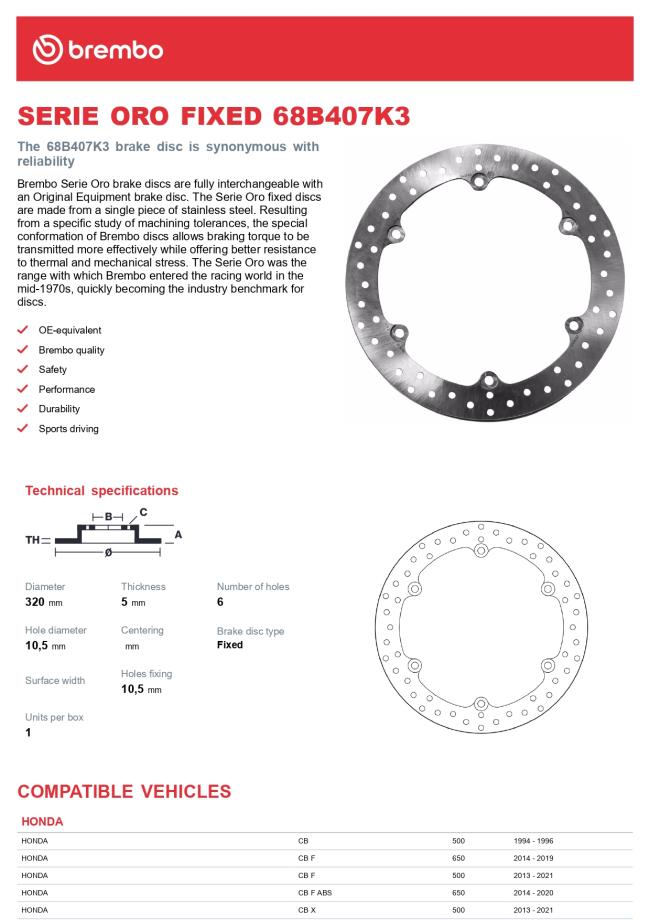 brembo
SERIE ORO FIXED 68B407K3
The 68B407K3 brake disc is synonymous with
reliability
Brembo Serie Oro brake discs are fully interchangeable with
an Original Equipment brake disc. The Serie Oro fixed discs
are made from a single piece of stainless steel. Resulting
from a specific study of machining tolerances, the special
conformation of Brembo discs allows braking torque to be
transmitted more effectively while offering better resistance
to thermal and mechanical stress. The Serie Oro was the
range with which Brembo entered the racing world in the
mid-1970s, quickly becoming the industry benchmark for
discs.
OE-equivalent
Brembo quality
Safety
Performance
Durability
Sports driving
Technical specifications
B C
TH A
Ø
Diameter Thickness Number of holes
320 mm 5 mm 6
Hole diameter Centering Brake disc type
10,5 mm mm Fixed
Surface width Holes fixing
10,5 mm
Units per box
1
COMPATIBLE VEHICLES
HONDA
HONDA CB 500 1994 - 1996
HONDA CB F 650 2014 - 2019
HONDA CB F 500 2013 - 2021
HONDA CB F ABS 650 2014 - 2020
HONDA CB X 500 2013 - 2021